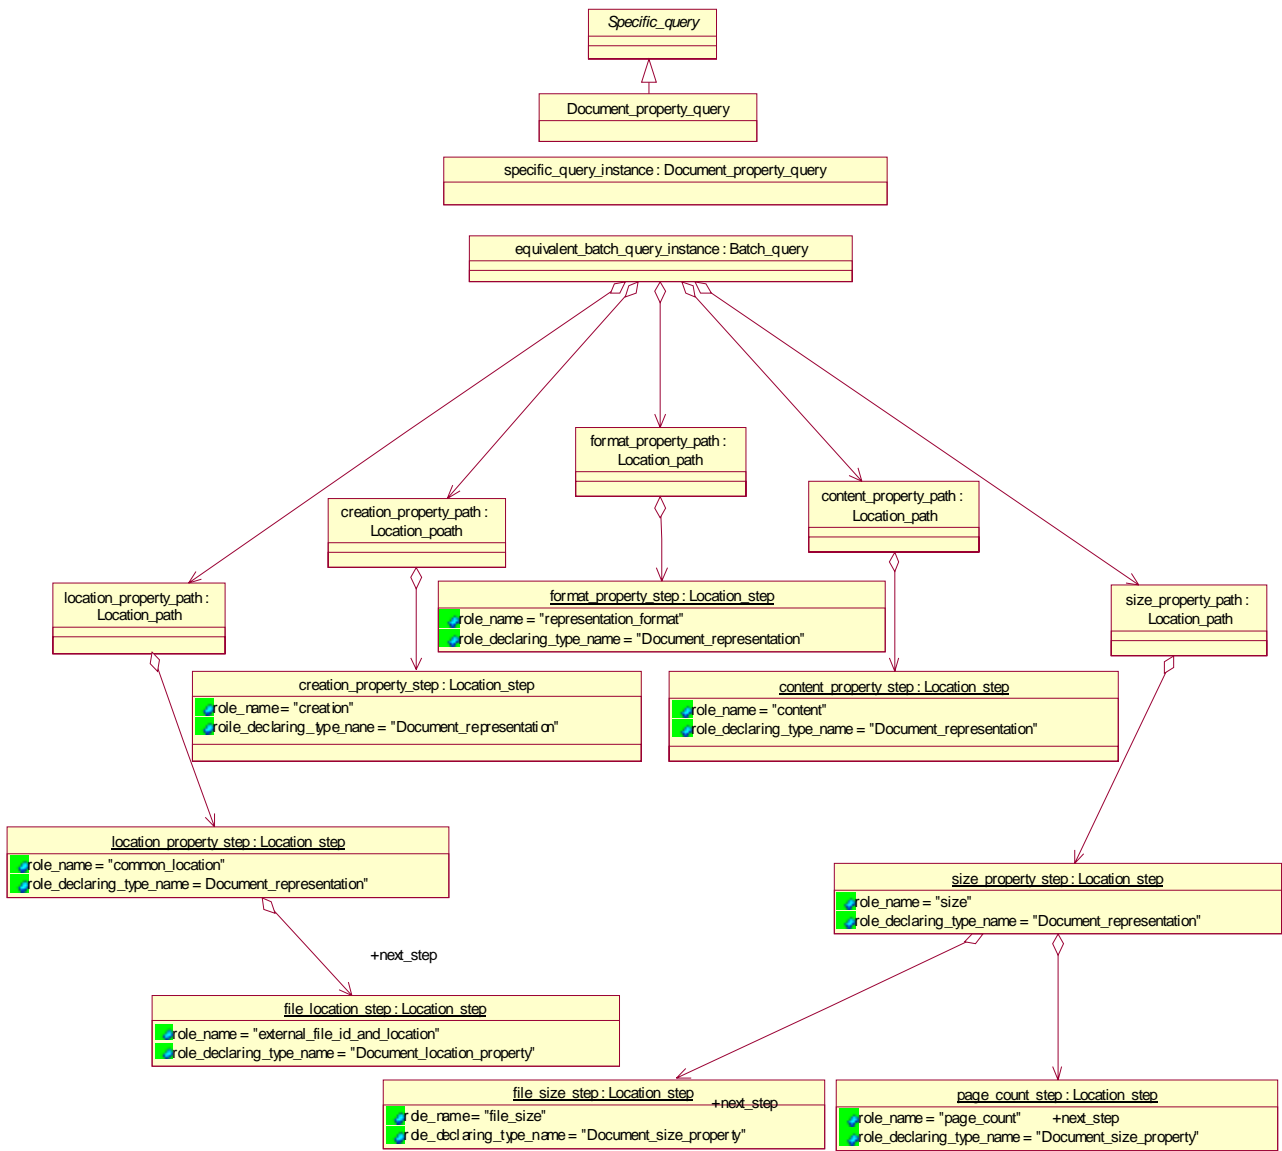 Specific_query
Document_property_query
specific_query_instance : Document_property_query
equivalent_batch_query_instance : Batch_query
format_property_path :
Location_path
content_property_path :
Location_path
creation_property_path :
Location_poath
location_property_path :
Location_path
size_property_path :
Location_path
format_property_step : Location_step
role_name = "representation_format"
role_declaring_type_name = "Document_representation"
creation_property_step : Location_step
role_name = "creation"
roile_declaring_type_nane = "Document_representation"
content_property_step : Location_step
role_name = "content"
role_declaring_type_name = "Document_representation"
location_property_step : Location_step
role_name = "common_location"
role_declaring_type_name = Document_representation"
size_property_step : Location_step
role_name = "size"
role_declaring_type_name = "Document_representation"
+next_step
file_location_step : Location_step
role_name = "external_file_id_and_location"
role_declaring_type_name = "Document_location_property"
file_size_step : Location_step
+next_step
role_name = "file_size"
role_declaring_type_name = "Document_size_property"
page_count_step : Location_step
role_name = "page_count"
+next_step
role_declaring_type_name = "Document_size_property"